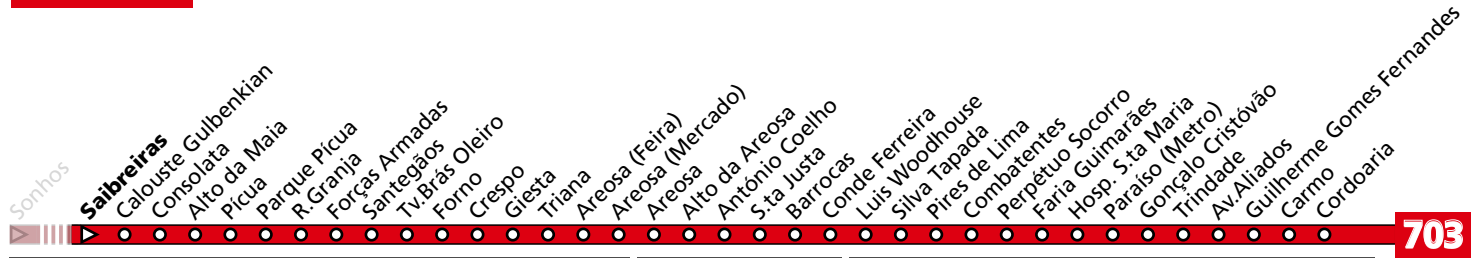 Sonhos
Saibreiras
Calouste Gulbenkian
Consolata
Alto da Maia
Pícua
Parque Pícua
R.Granja
Forças Armadas
Santegãos
Tv.Brás Oleiro
Forno
Crespo
Giesta
Triana
Areosa (Feira)
Areosa (Mercado)
Areosa
Alto da Areosa
António Coelho
S.ta Justa
Barrocas
Conde Ferreira
Luis Woodhouse
Silva Tapada
Pires de Lima
Combatentes
Perpétuo Socorro
Faria Guimarães
Hosp. S.ta Maria
Paraíso (Metro)
Gonçalo Cristóvão
Trindade
Av.Aliados
Guilherme Gomes Fernandes
Carmo
Cordoaria
703